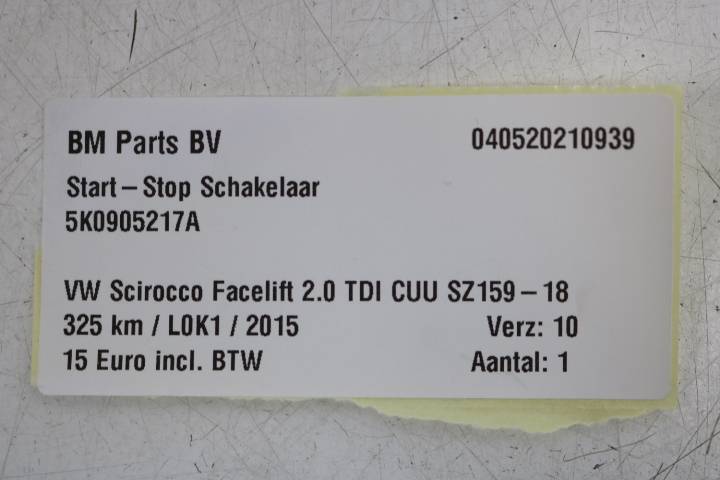 BM Parts BV 040520210939
Start – Stop Schakelaar
5K0905217A
VW Scirocco Facelift 2.0 TDI CUU SZ159 – 18
325 km / L0K1 / 2015 Verz: 10
15 Euro incl. BTW Aantal: 1